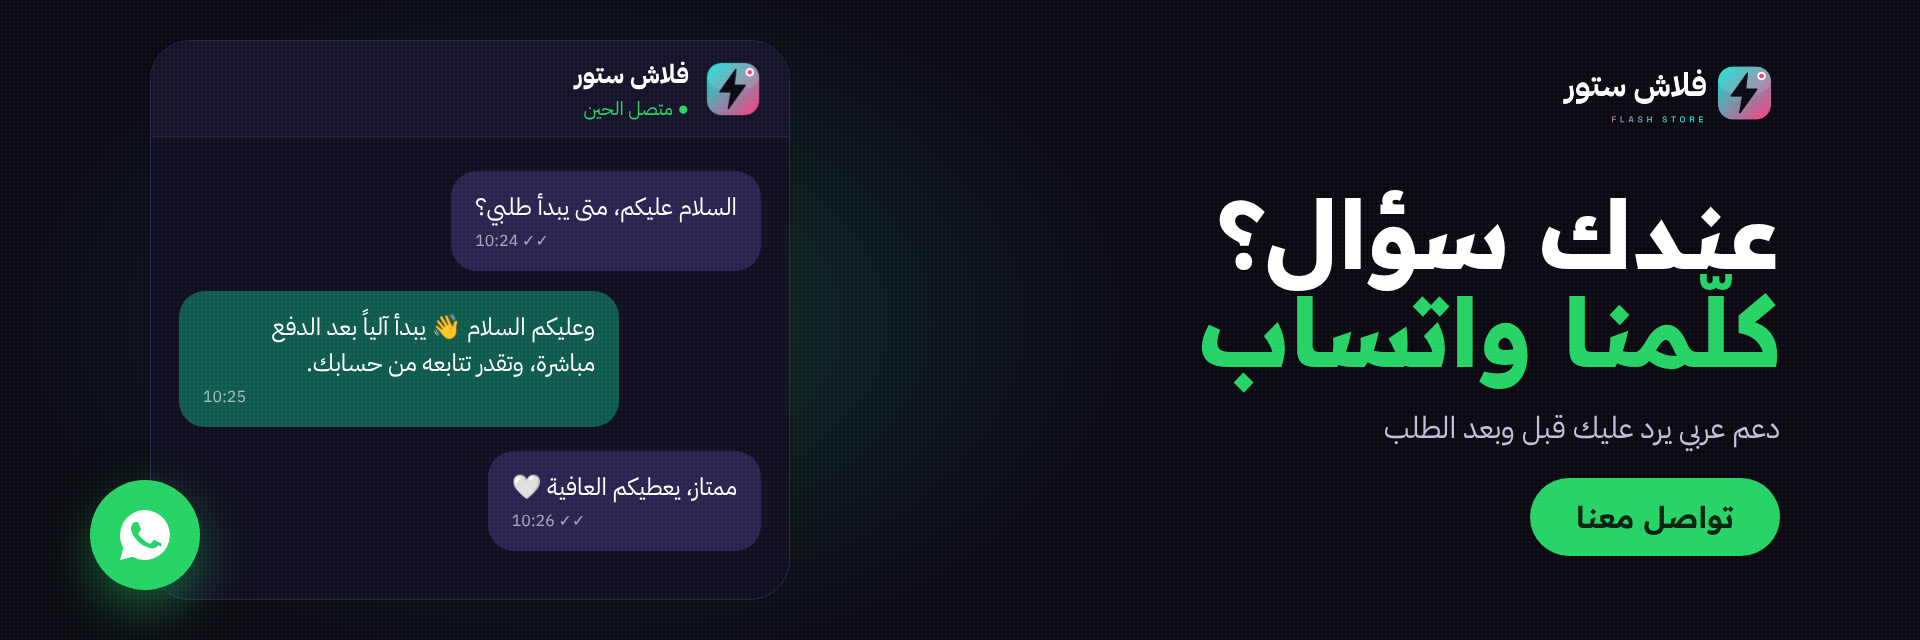 فلاش ستور
FLASH STORE
عندك سؤال؟
كلّمنا واتساب
دعم عربي يرد عليك قبل وبعد الطلب
تواصل معنا
فلاش ستور
● متصل الحين
السلام عليكم، متى يبدأ طلبي؟
10:24 ✓✓
وعليكم السلام 👋 يبدأ آلياً بعد الدفع
مباشرة، وتقدر تتابعه من حسابك.
10:25
ممتاز، يعطيكم العافية 🤍
10:26 ✓✓